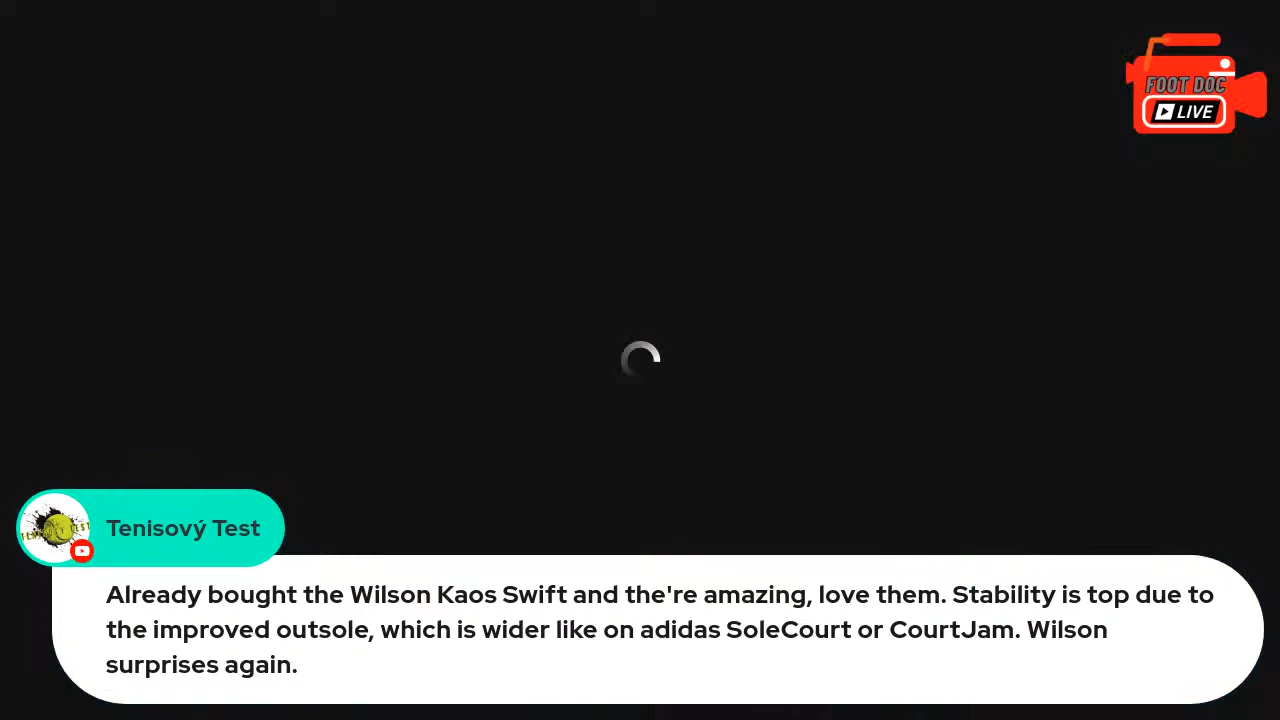 FOOT DOC
LIVE
Tenisový Test
Already bought the Wilson Kaos Swift and the're amazing, love them. Stability is top due to
the improved outsole, which is wider like on adidas SoleCourt or CourtJam. Wilson
surprises again.